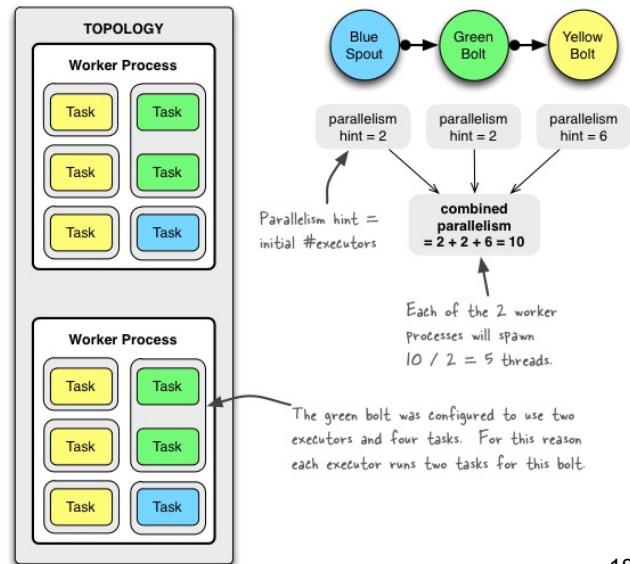 TOPOLOGY
Worker Process
Task
Task
Task
Task
Task
Task
Worker Process
Task
Task
Task
Task
Task
Task
Blue
Spout
Green
Bolt
Yellow
Bolt
parallelism
hint = 2
parallelism
hint = 2
parallelism
hint = 6
Parallelism hint =
initial #executors
combined
parallelism
= 2 + 2 + 6 = 10
Each of the 2 worker
processes will spawn
10 / 2 = 5 threads.
The green bolt was configured to use two
executors and four tasks. For this reason
each executor runs two tasks for this bolt.